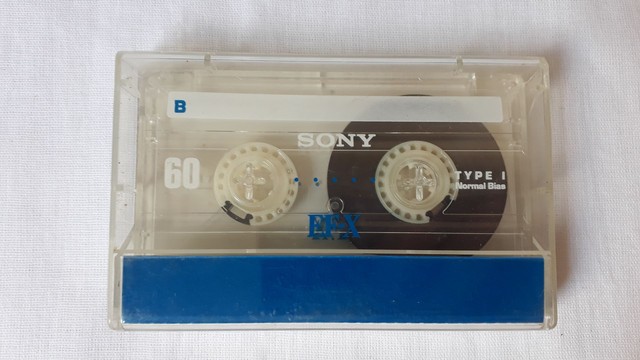 B
SONY
60
TYPE I
Normal Bias
EF-X